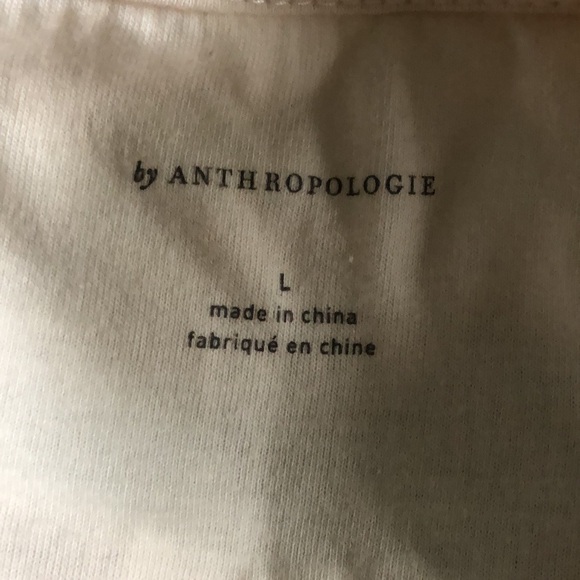 by ANTHROPOLOGIE
L
made in china
fabriqué en chine